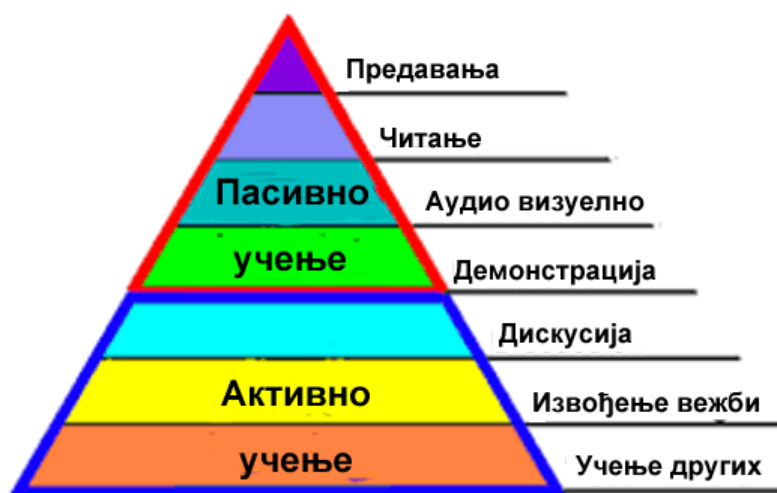 Предавања
Читање
Пасивно
Аудио визуелно
учење
Демонстрација
Дискусија
Активно
Извођење вежби
учење
Учење других